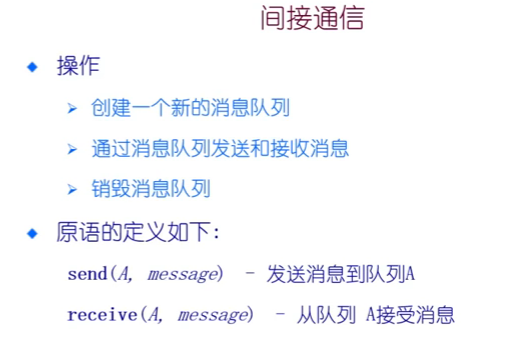 间接通信
操作
创建一个新的消息队列
通过消息队列发送和接收消息
销毁消息队列
原语的定义如下:
send(A, message) - 发送消息到队列A
receive(A, message) - 从队列 A接受消息